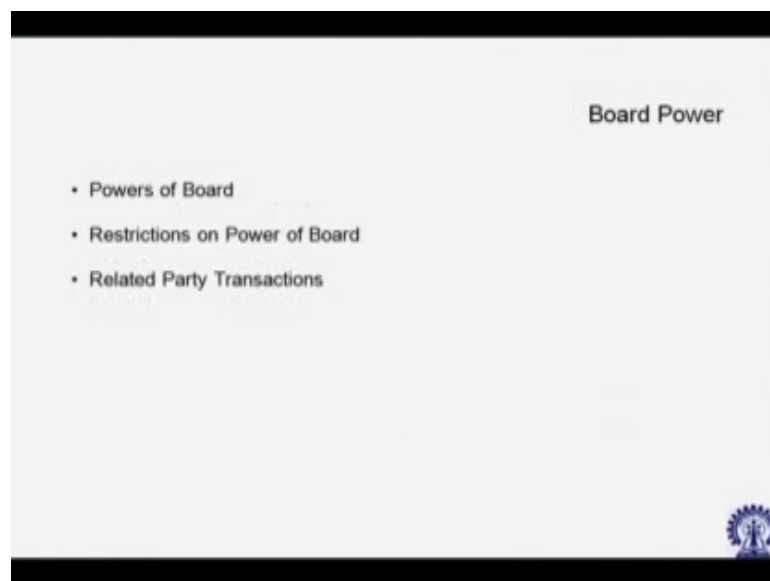 Board Power
• Powers of Board
• Restrictions on Power of Board
• Related Party Transactions